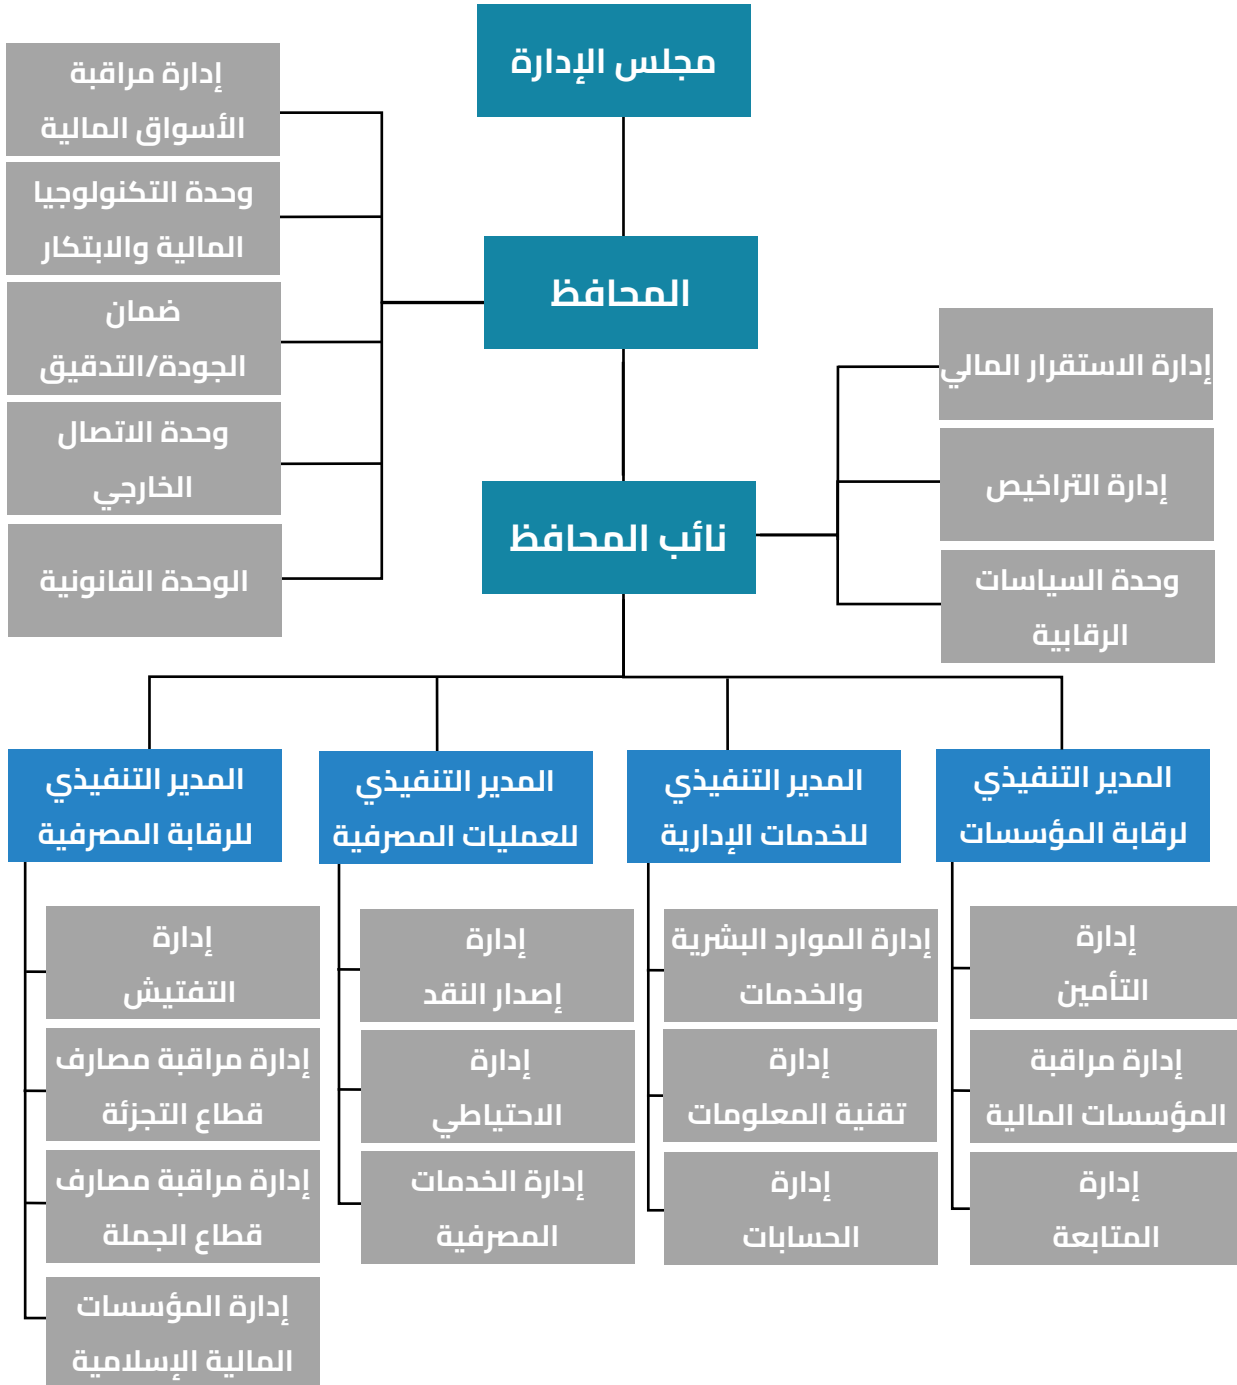 مجلس الإدارة
المحافظ
نائب المحافظ
إدارة مراقبة
الأسواق المالية
وحدة التكنولوجيا
المالية والابتكار
ضمان
الجودة/التدقيق
وحدة الاتصال
الخارجي
الوحدة القانونية
إدارة الاستقرار المالي
إدارة التراخيص
وحدة السياسات
الرقابية
المدير التنفيذي
لرقابة المؤسسات
إدارة
التأمين
إدارة مراقبة
المؤسسات المالية
إدارة
المتابعة
المدير التنفيذي
للخدمات الإدارية
إدارة الموارد البشرية
والخدمات
إدارة
تقنية المعلومات
إدارة
الحسابات
المدير التنفيذي
للعمليات المصرفية
إدارة
إصدار النقد
إدارة
الاحتياطي
إدارة الخدمات
المصرفية
المدير التنفيذي
للرقابة المصرفية
إدارة
التفتيش
إدارة مراقبة مصارف
قطاع التجزئة
إدارة مراقبة مصارف
قطاع الجملة
إدارة المؤسسات
المالية الإسلامية